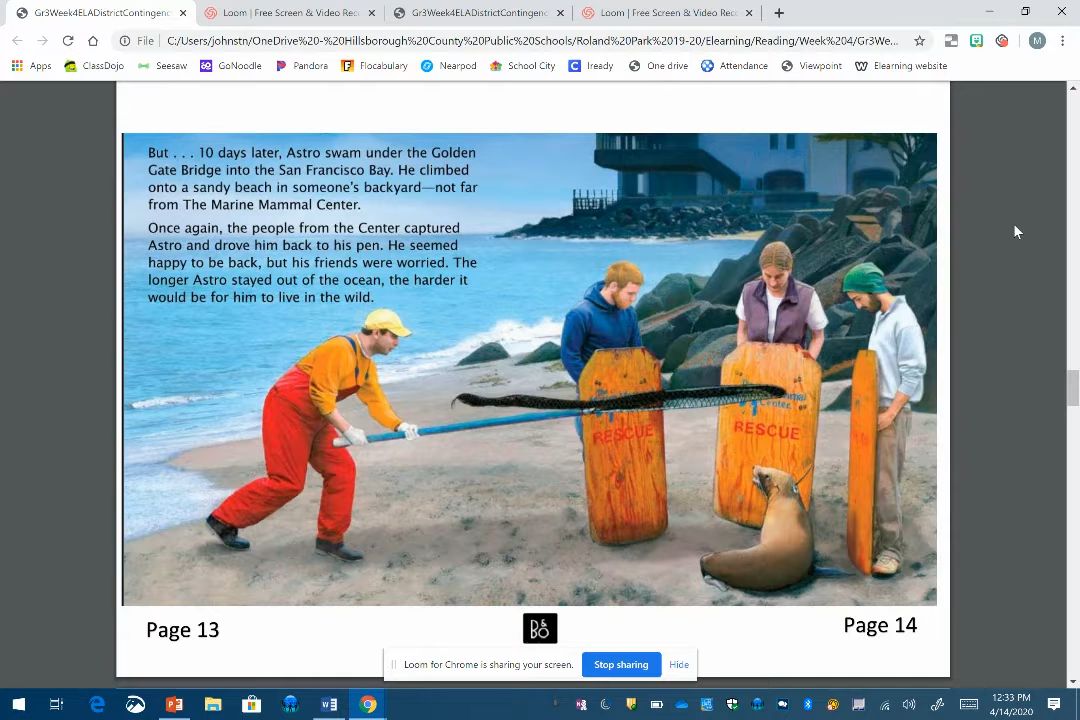 Gr3Week4ELADistrictContingenc
Loom | Free Screen & Video Reco
Gr3Week4ELADistrictContingenc
Loom | Free Screen & Video Reco
File
C:/Users/johnstn/OneDrive%20-%20Hillsborough%20County%20Public%20Schools/Roland%20Park%2019-20/Elearning/Reading/Week%204/Gr3We...
M
Apps
ClassDojo
Seesaw
GoNoodle
Pandora
Flocabulary
Nearpod
School City
Iready
One drive
Attendance
Viewpoint
Elearning website
But . . . 10 days later, Astro swam under the Golden
Gate Bridge into the San Francisco Bay. He climbed
onto a sandy beach in someone's backyard—not far
from The Marine Mammal Center.
Once again, the people from the Center captured
Astro and drove him back to his pen. He seemed
happy to be back, but his friends were worried. The
longer Astro stayed out of the ocean, the harder it
would be for him to live in the wild.
Center
RESCUE
RESCUE
Page 13
B&O
Page 14
Loom for Chrome is sharing your screen.
Stop sharing
Hide
12:33 PM
4/14/2020